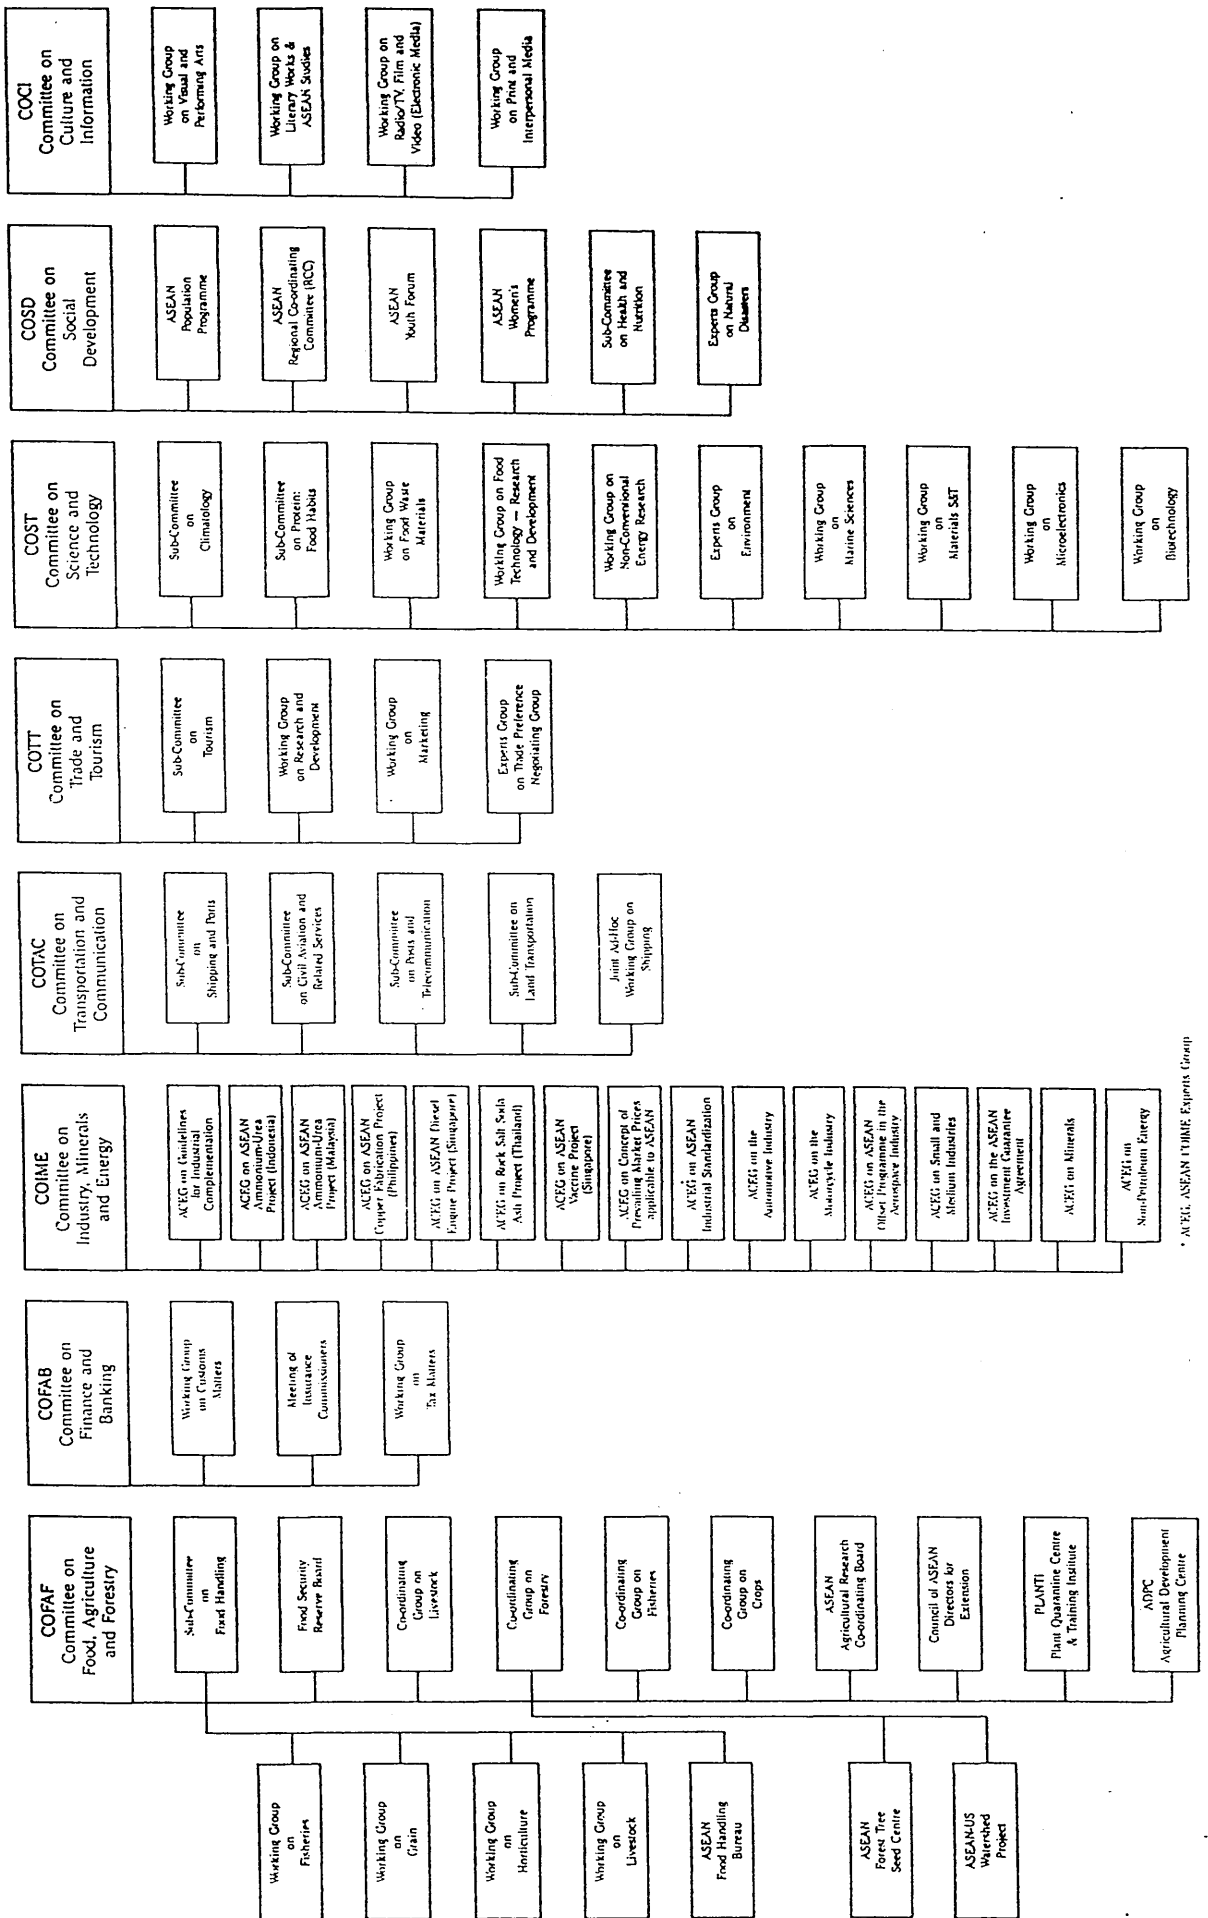 COFAF
Committee on
Food, Agriculture
and Forestry
Sub-Committee
on
Food Handling
Working Group
on
Fisheries
Working Group
on
Grain
Working Group
on
Horticulture
Working Group
on
Livestock
ASEAN
Food Handling
Bureau
Food Security
Reserve Board
Co-ordinating
Group on
Livestock
Co-ordinating
Group on
Forestry
ASEAN
Forest Tree
Seed Centre
ASEAN-US
Watershed
Project
Co-ordinating
Group on
Fisheries
Co-ordinating
Group on
Crops
ASEAN
Agricultural Research
Co-ordinating Board
Council of ASEAN
Directors for
Extension
PLANTI
Plant Quarantine Centre
& Training Institute
ADPC
Agricultural Development
Planning Centre
COFAB
Committee on
Finance and
Banking
Working Group
on Customs
Matters
Meeting of
Insurance
Commissioners
Working Group
on
Tax Matters
COIME
Committee on
Industry, Minerals
and Energy
ACEG on Guidelines
for Industrial
Complementation
ACEG on ASEAN
Ammonium-Urea
Project (Indonesia)
ACEG on ASEAN
Ammonium-Urea
Project (Malaysia)
ACEG on ASEAN
Copper Fabrication Project
(Philippines)
ACEG on ASEAN Diesel
Engine Project (Singapore)
ACEG on Rock Salt Soda
Ash Project (Thailand)
ACEG on ASEAN
Vaccine Project
(Singapore)
ACEG on Concept of
Prevailing Market Prices
applicable to ASEAN
ACEG on ASEAN
Industrial Standardization
ACEG on the
Automotive Industry
ACEG on the
Motorcycle Industry
ACEG on ASEAN
Offset Programme in the
Aerospace Industry
ACEG on Small and
Medium Industries
ACEG on the ASEAN
Investment Guarantee
Agreement
ACEG on Minerals
ACEG on
Non-Petroleum Energy
* ACEG, ASEAN COIME Experts Group
COTAC
Committee on
Transportation and
Communication
Sub-Committee
on
Shipping and Ports
Sub-Committee
on Civil Aviation and
Related Services
Sub-Committee
on Posts and
Telecommunication
Sub-Committee on
Land Transportation
Joint Ad-Hoc
Working Group on
Shipping
COTT
Committee on
Trade and
Tourism
Sub-Committee
on
Tourism
Working Group
on Research and
Development
Working Group
on
Marketing
Experts Group
on Trade Preference
Negotiating Group
COST
Committee on
Science and
Technology
Sub-Committee
on
Climatology
Sub-Committee
on Protein:
Food Habits
Working Group
on Food Waste
Materials
Working Group on Food
Technology — Research
and Development
Working Group on
Non-Conventional
Energy Research
Experts Group
on
Environment
Working Group
on
Marine Sciences
Working Group
on
Materials S&T
Working Group
on
Microelectronics
Working Group
on
Biotechnology
COSD
Committee on
Social
Development
ASEAN
Population
Programme
ASEAN
Regional Co-ordinating
Committee (RCC)
ASEAN
Youth Forum
ASEAN
Women's
Programme
Sub-Committee
on Health and
Nutrition
Experts Group
on Natural
Disasters
COCI
Committee on
Culture and
Information
Working Group
on Visual and
Performing Arts
Working Group on
Literary Works &
ASEAN Studies
Working Group on
Radio/TV, Film and
Video (Electronic Media)
Working Group
on Print and
Interpersonal Media